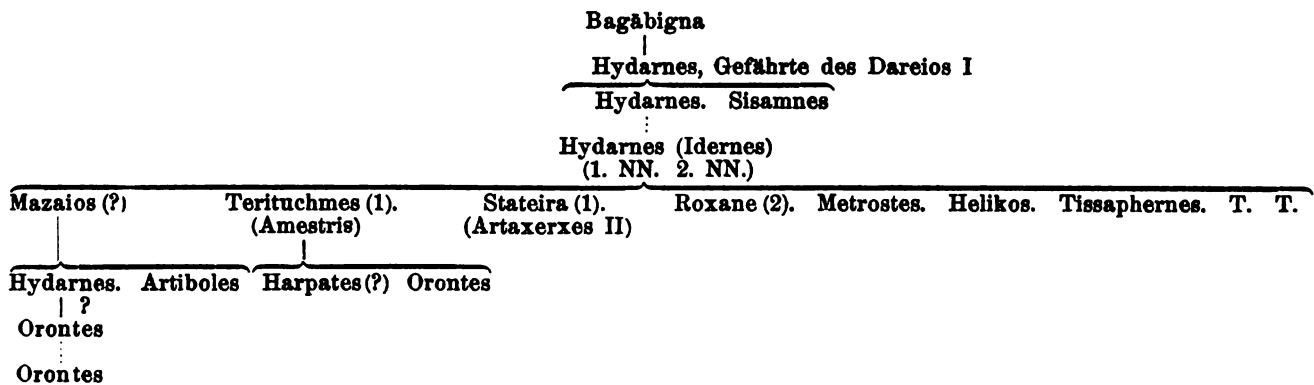 Bagābigna
Hydarnes, Gefährte des Dareios I
Hydarnes. Sisamnes
Hydarnes (Idernes)
(1. NN. 2. NN.)
Mazaios (?) Terituchmes (1). Stateira (1). Roxane (2). Metrostes. Helikos. Tissaphernes. T. T.
(Amestris) (Artaxerxes II)
Hydarnes. Artiboles Harpates (?) Orontes
?
Orontes
Orontes